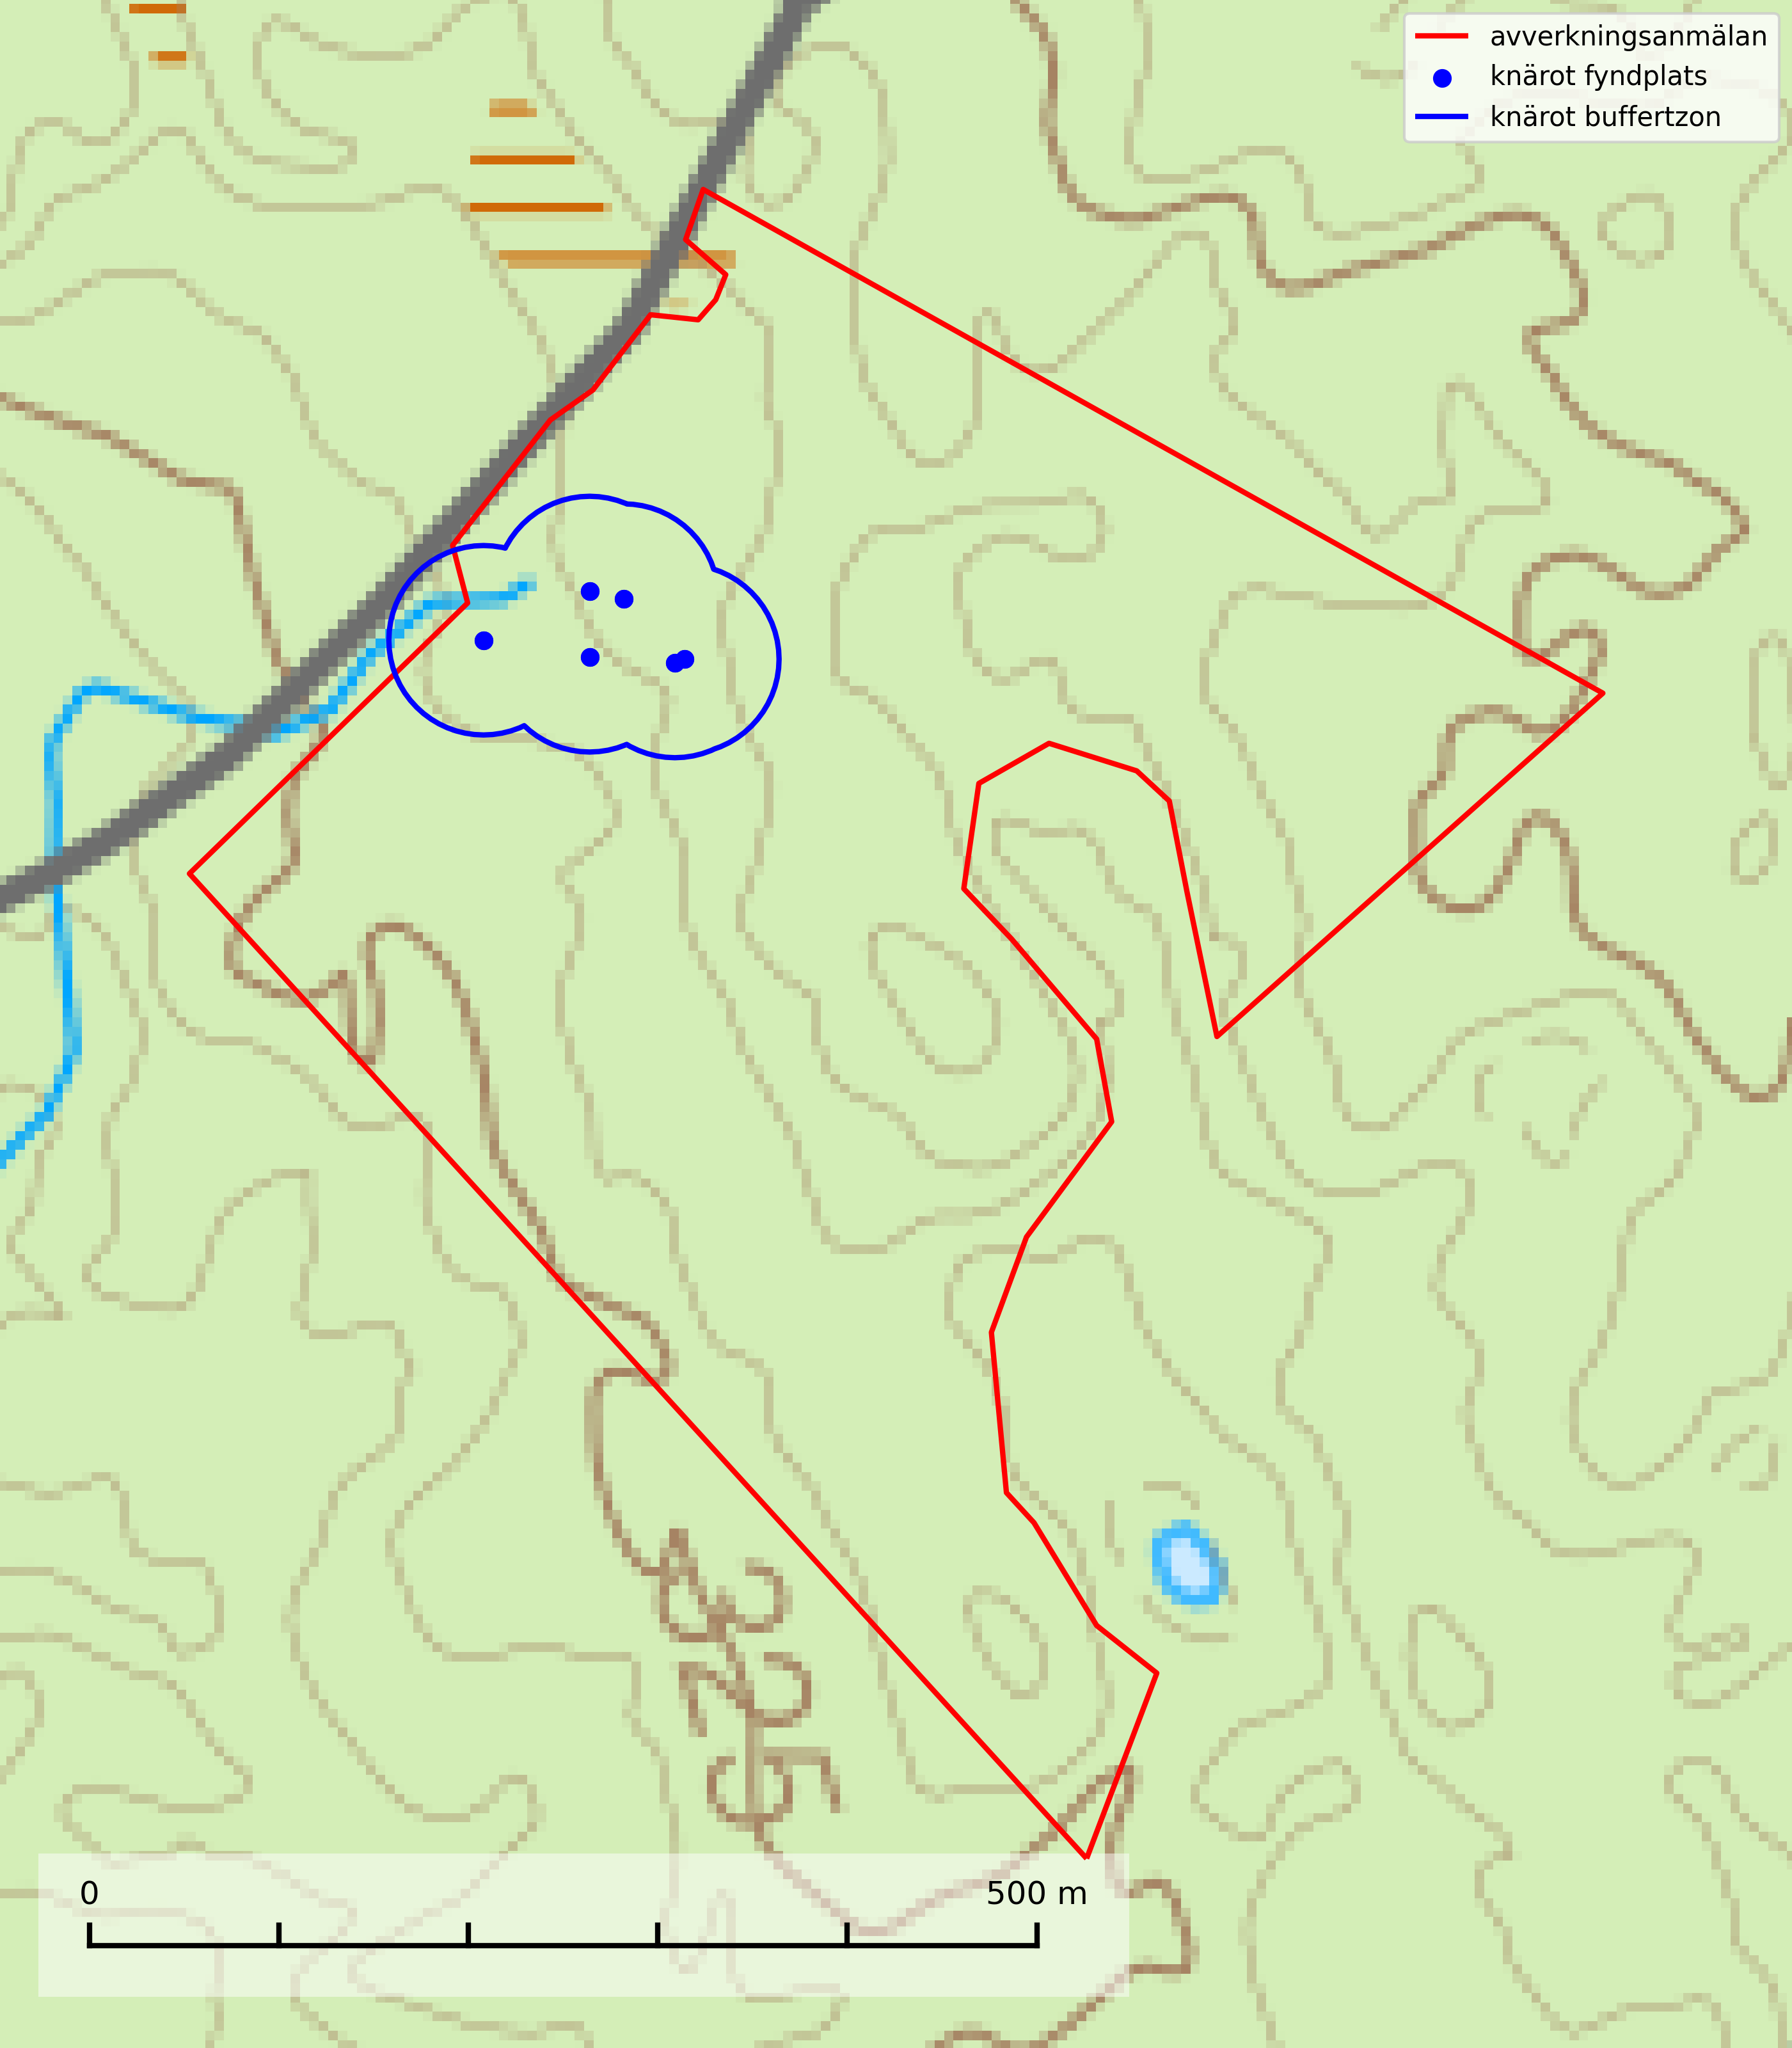 avverkningsanmälan
knärot fyndplats
knärot buffertzon
0
500 m